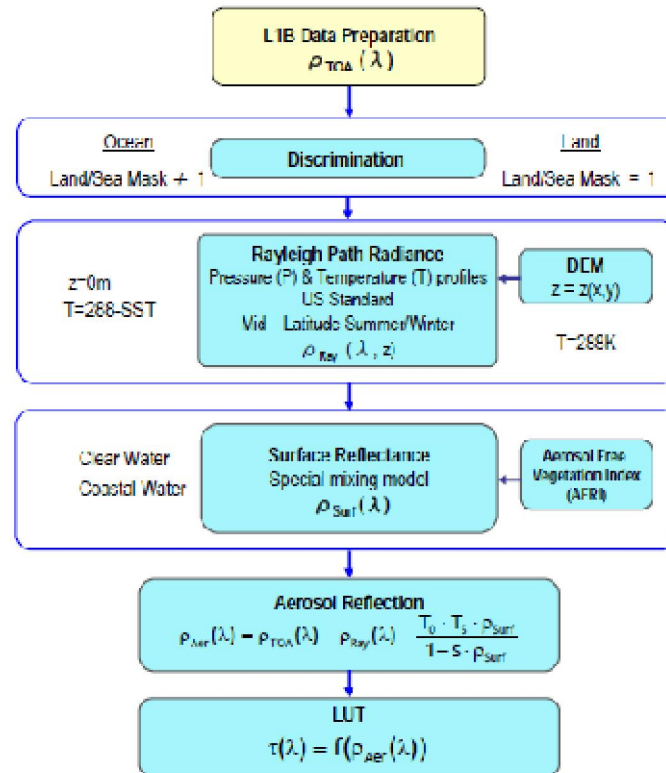 L1B Data Preparation
ρTOA (λ)
Ocean
Land/Sea Mask ≠ 1
Discrimination
Land
Land/Sea Mask = 1
z=0m
T=288-SST
Rayleigh Path Radiance
Pressure (P) & Temperature (T) profiles
US Standard
Latitude Summer/Winter
ρRay (λ, z)
DEM
z = z(x,y)
T=288K
Clear Water
Coastal Water
Surface Reflectance
Special mixing model
ρSurf(λ)
Aerosol Free
Vegetation Index
(AFRI)
Aerosol Reflection
ρAer(λ) = ρTOA(λ) ρRay(λ) T0 · TS · ρSurf
1 – S · ρSurf
LUT
τ(λ) = f(ρAer(λ))